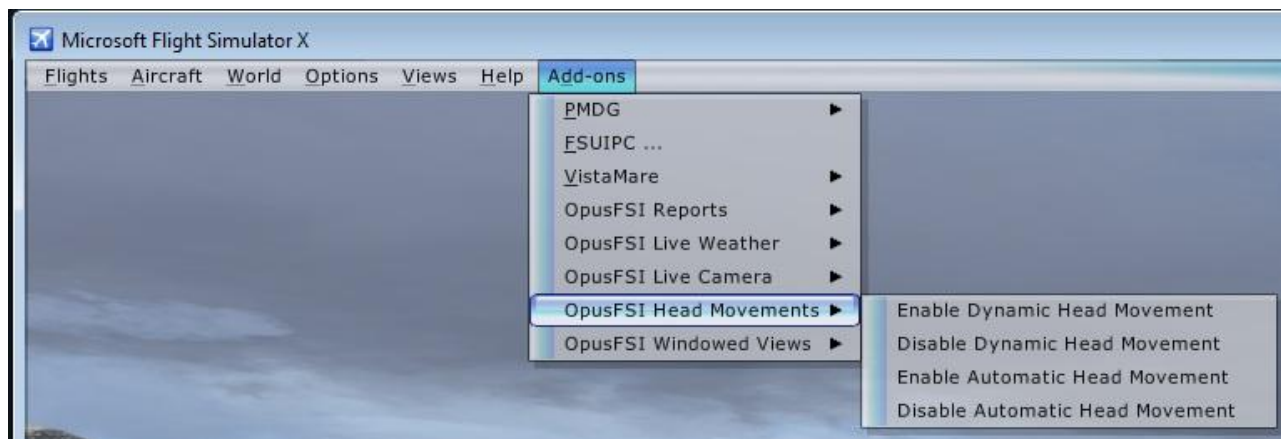 Microsoft Flight Simulator X
Flights Aircraft World Options Views Help Add-ons
PMDG
FSUIPC ...
VistaMare
OpusFSI Reports
OpusFSI Live Weather
OpusFSI Live Camera
OpusFSI Head Movements
OpusFSI Windowed Views
Enable Dynamic Head Movement
Disable Dynamic Head Movement
Enable Automatic Head Movement
Disable Automatic Head Movement